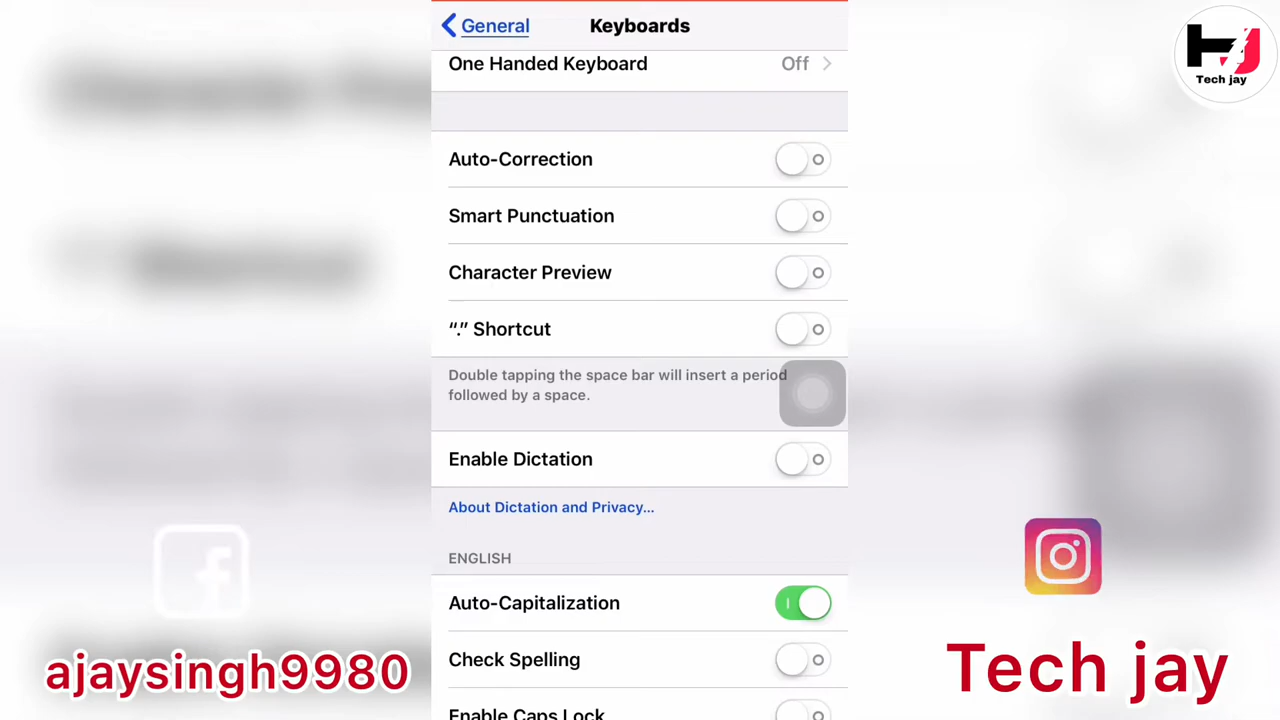 General
Keyboards
One Handed Keyboard
Off
Auto-Correction
Smart Punctuation
Character Preview
“.” Shortcut
Double tapping the space bar will insert a period
followed by a space.
Enable Dictation
About Dictation and Privacy...
ENGLISH
Auto-Capitalization
Check Spelling
Enable Caps Lock
HJ
Tech jay
ajaysingh9980
Tech jay